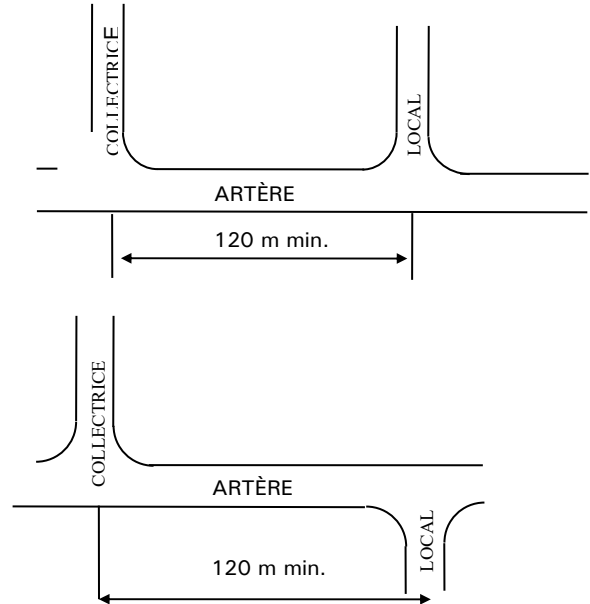 COLLECTRICE
LOCAL
ARTÈRE
120 m min.
COLLECTRICE
ARTÈRE
LOCAL
120 m min.